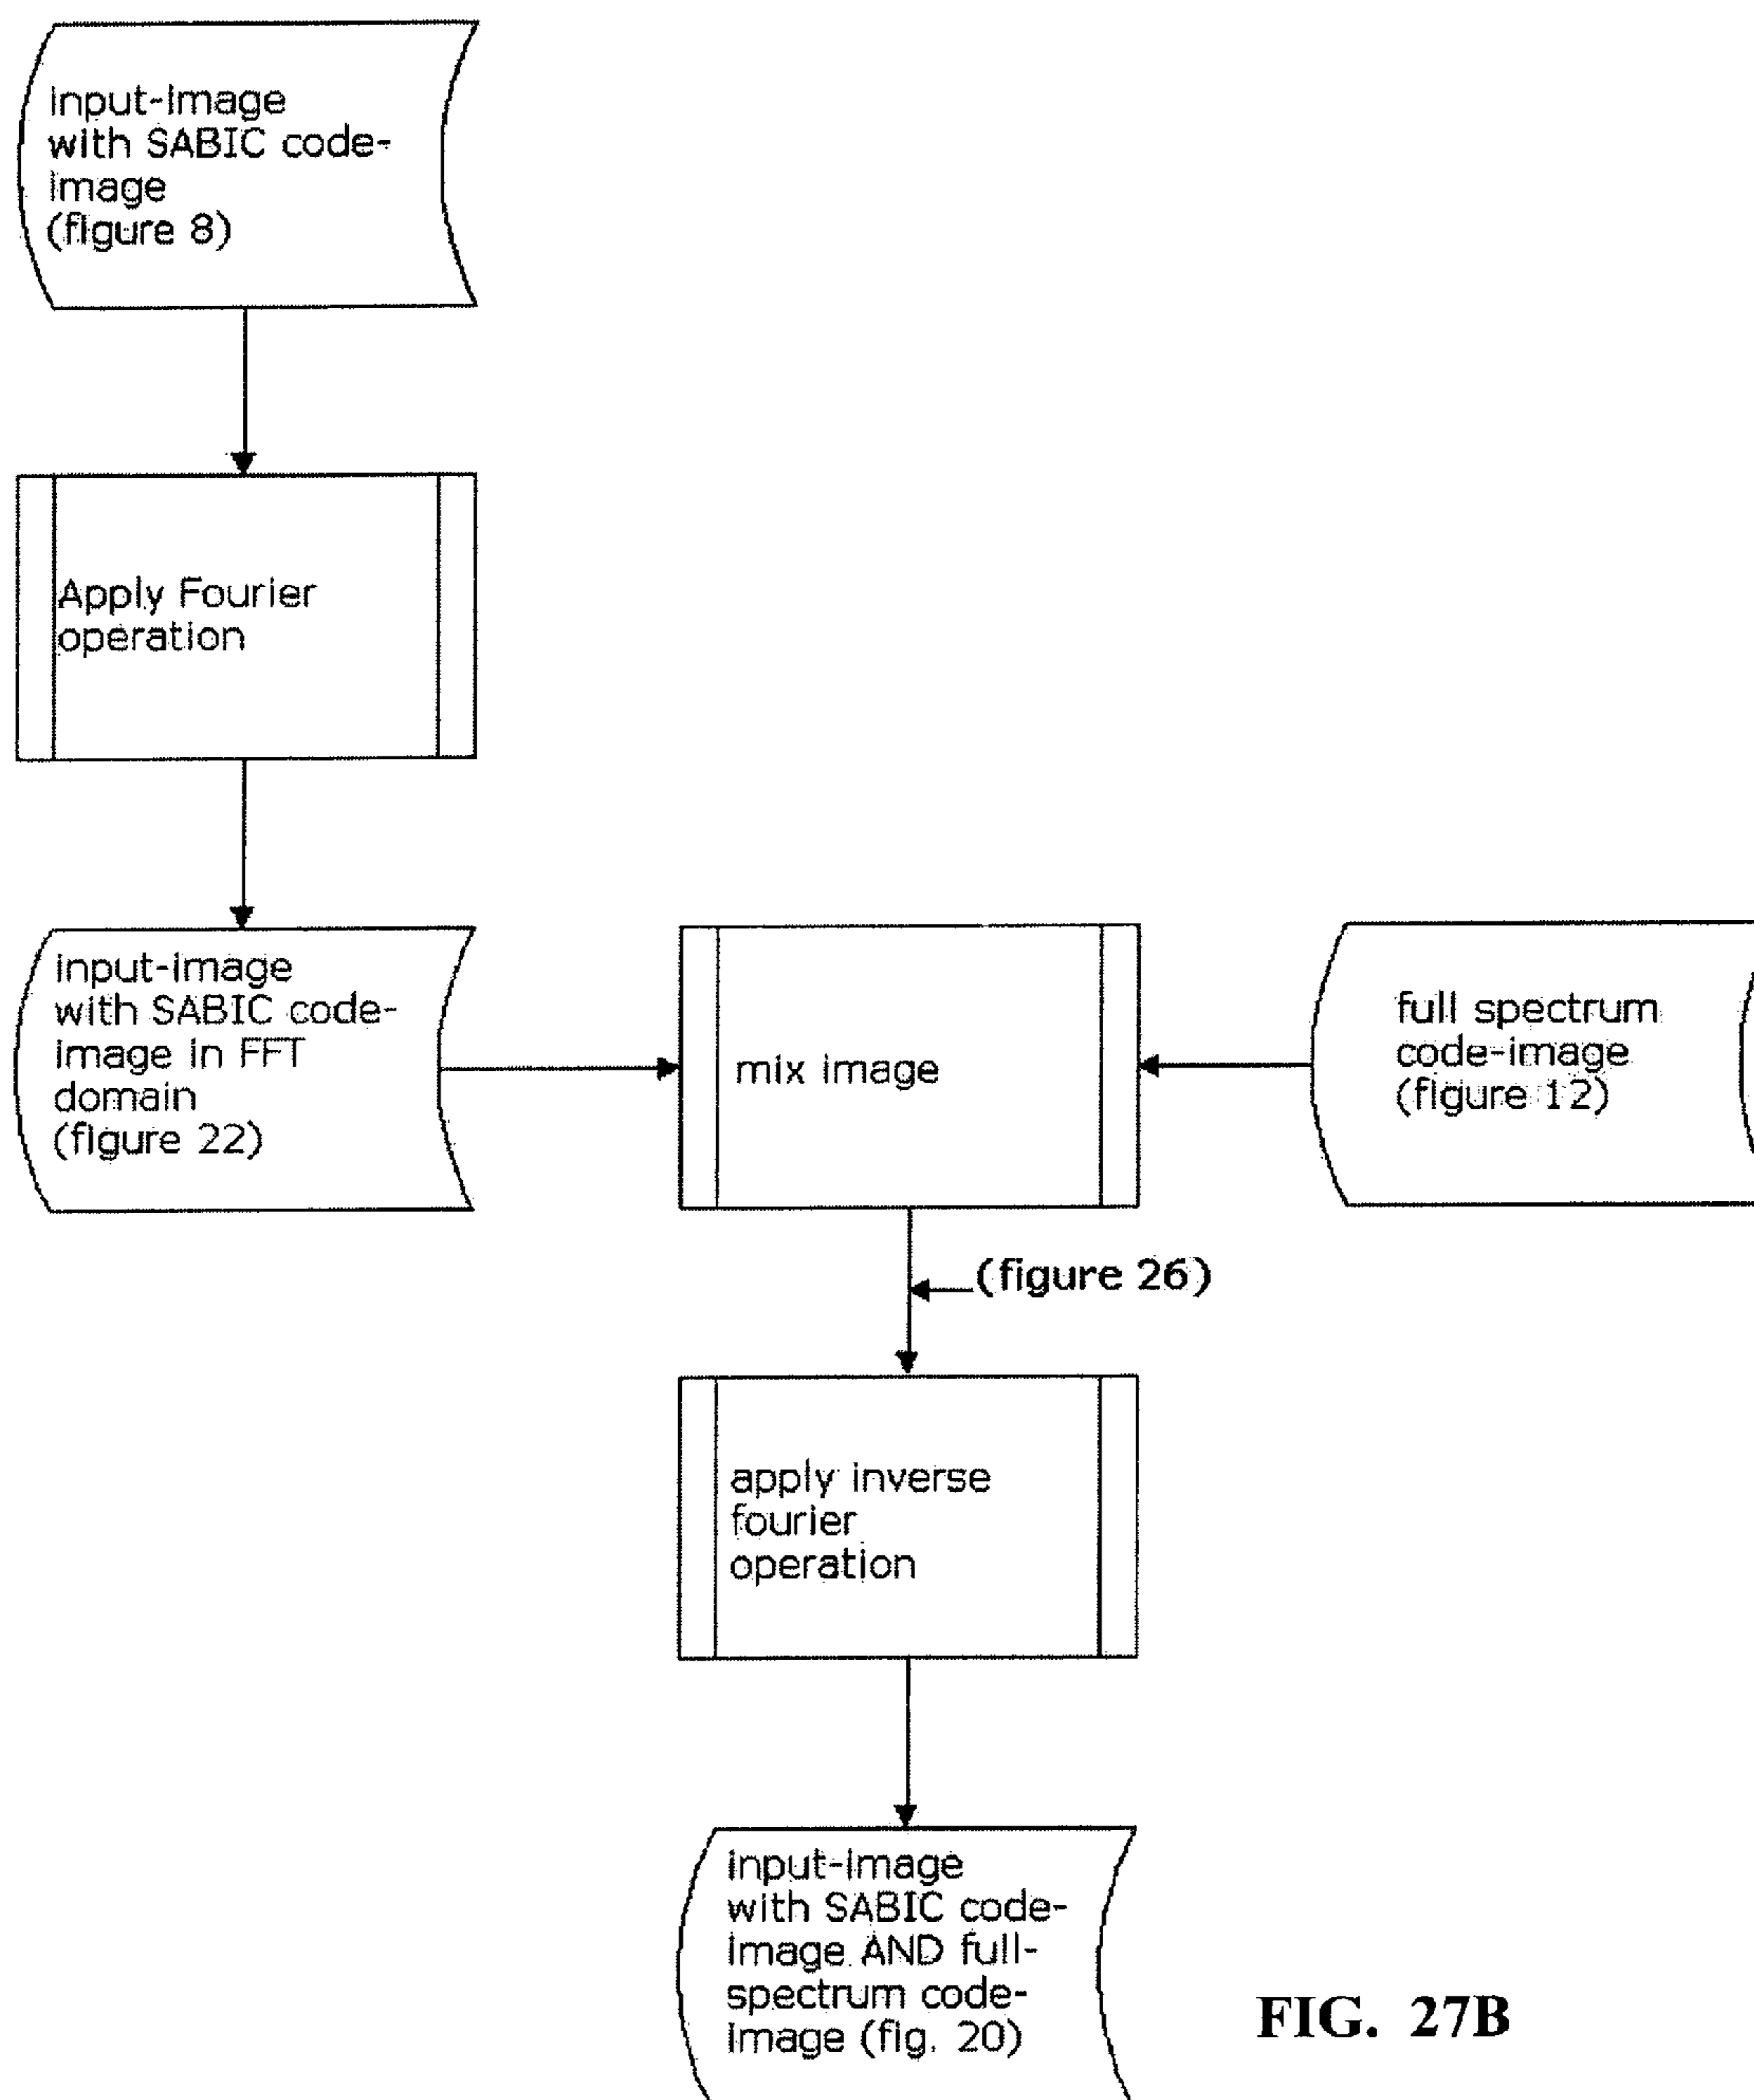 input-image
with SABIC code-
image
(figure 8)
Apply Fourier
operation
input-image
with SABIC code-
image in FFT
domain
(figure 22)
mix image
full spectrum
code-image
(figure 12)
(figure 26)
apply inverse
fourier
operation
input-image
with SABIC code-
image AND full-
spectrum code-
image (fig. 20)
FIG. 27B